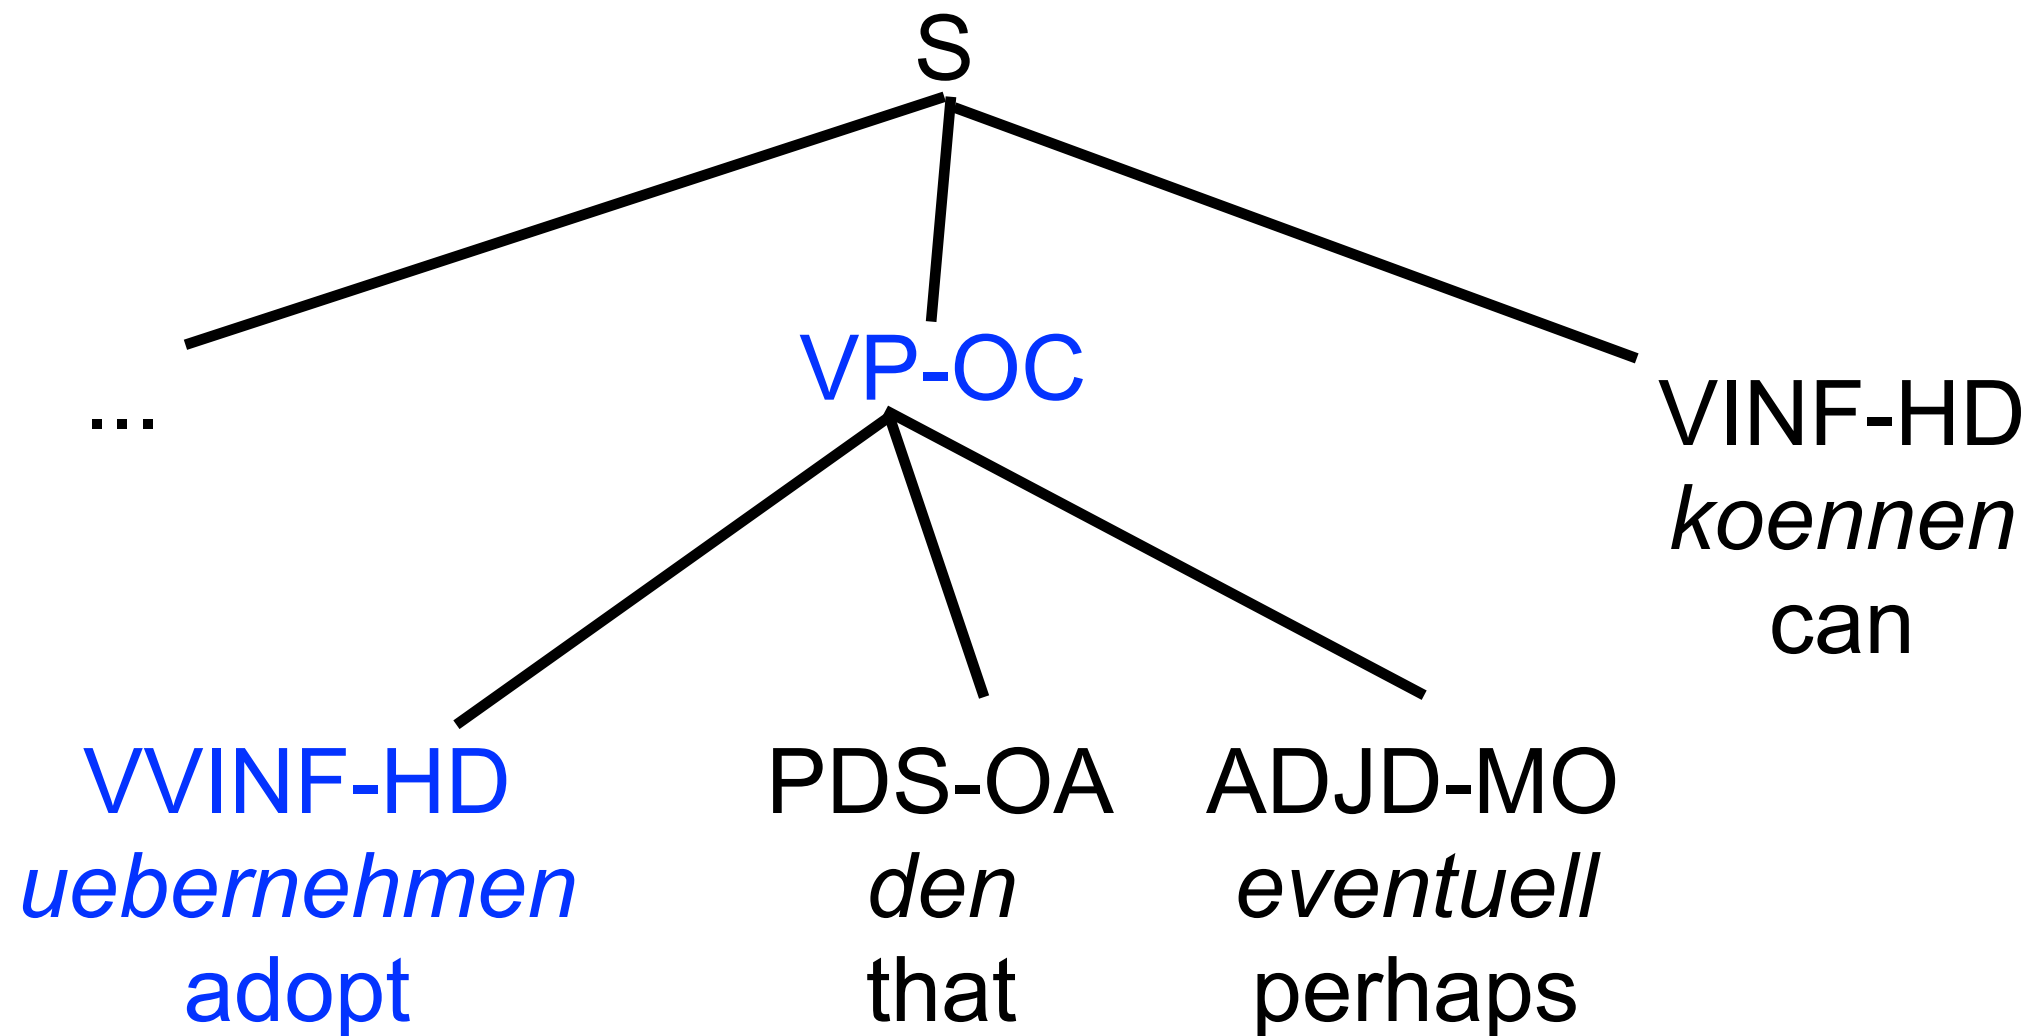 S
...
VP-OC
VINF-HD
koennen
can
VVINF-HD
uebernehmen
adopt
PDS-OA
den
that
ADJD-MO
eventuell
perhaps